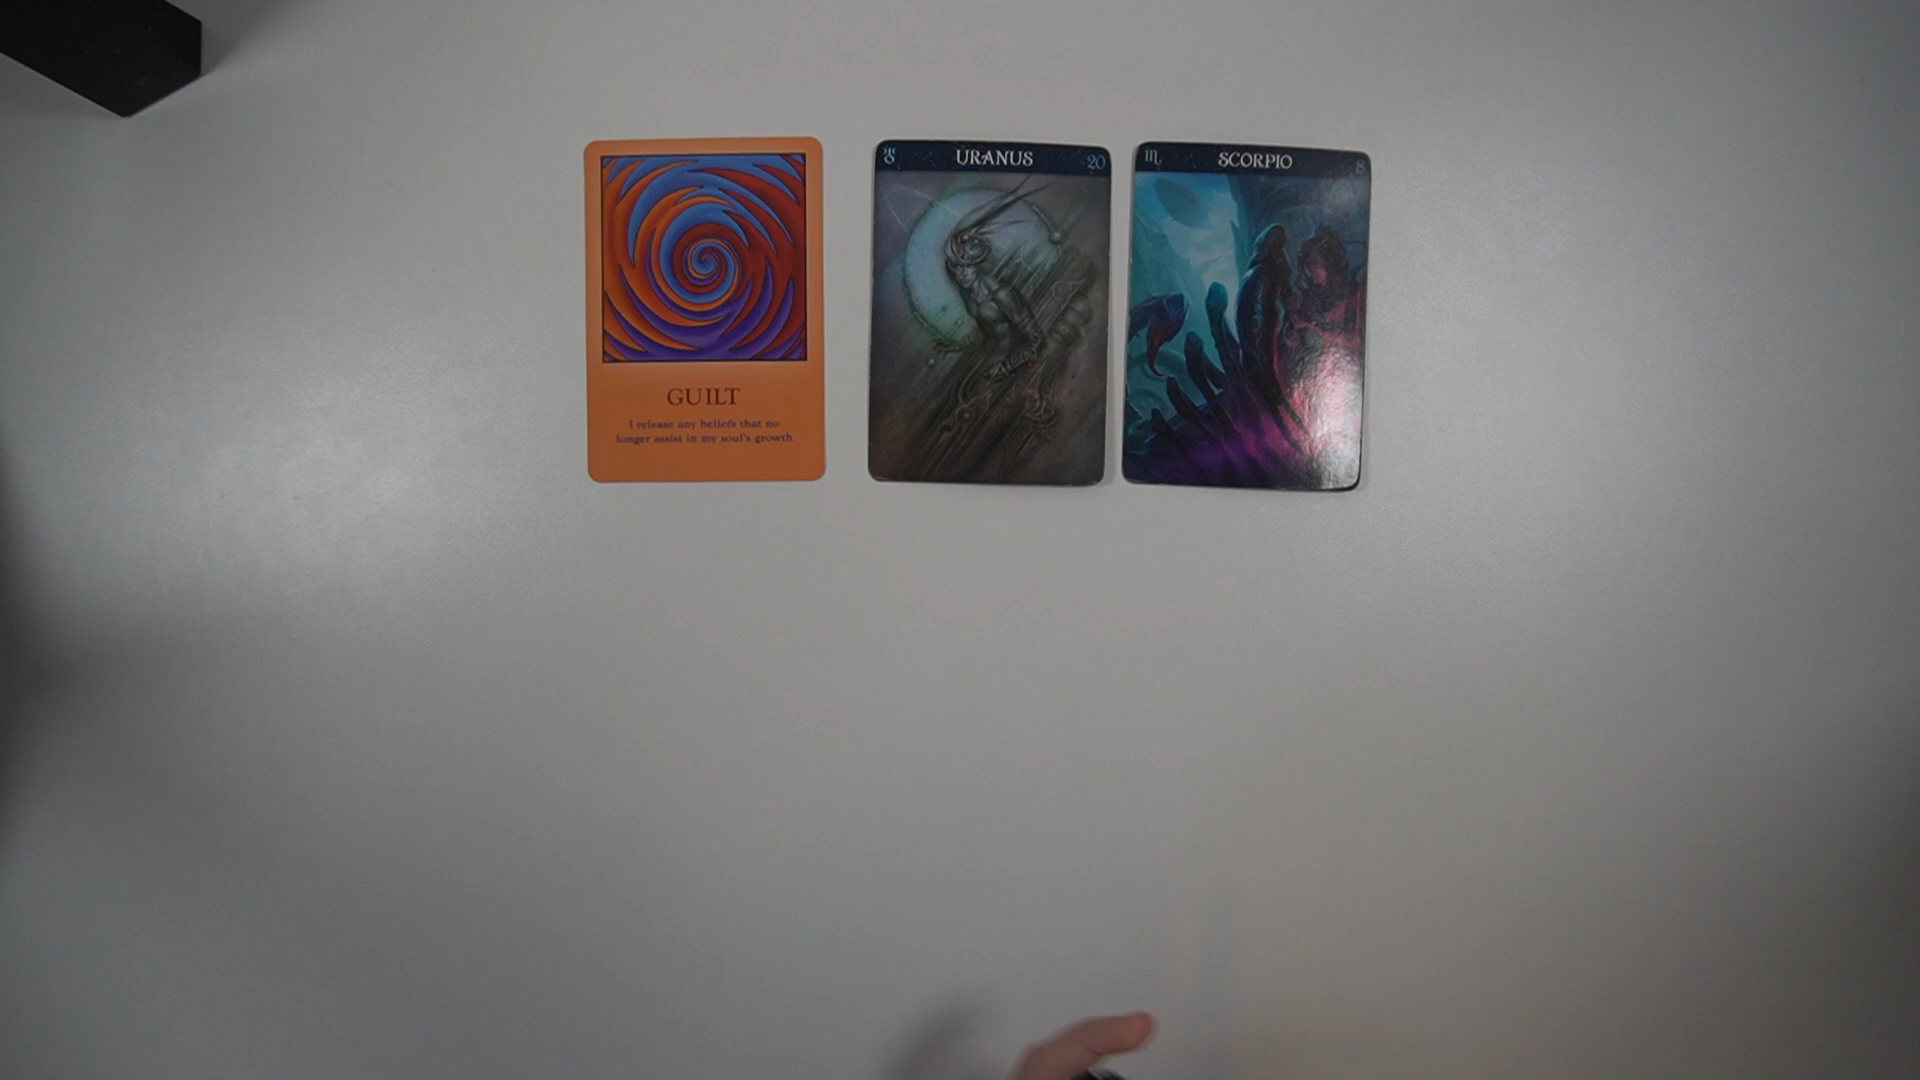 GUILT
I release any beliefs that no
longer assist in my soul's growth
♅ URANUS 20
♏ SCORPIO 8